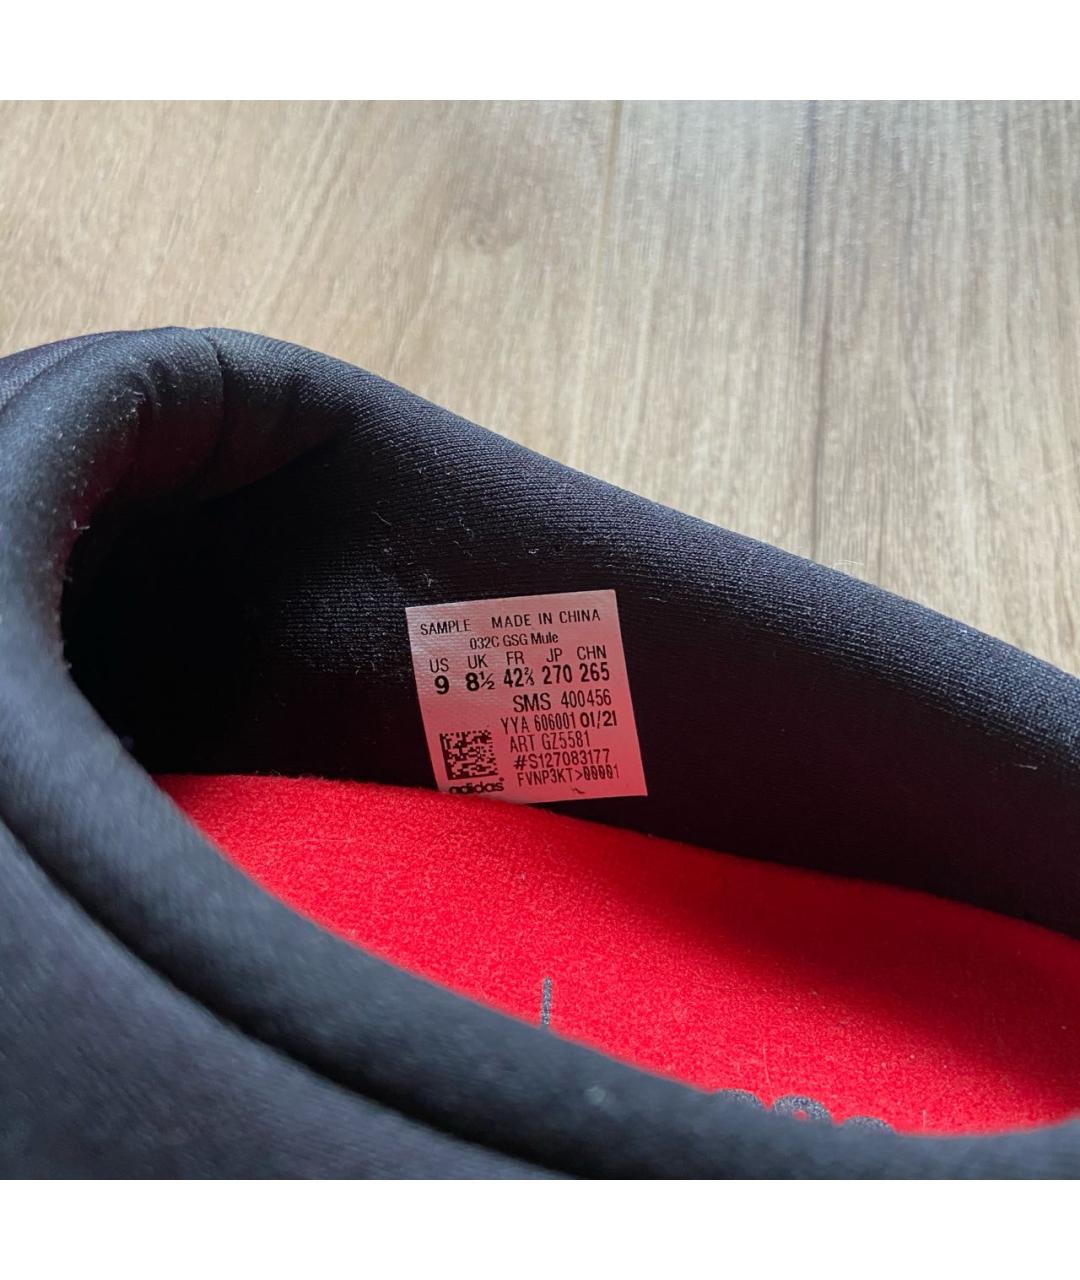 SAMPLE MADE IN CHINA
032C GSG Mule
US UK FR JP CHN
9 8½ 42⅔ 270 265
SMS 400456
YYA 606001 01/21
ART GZ5581
#S127083177
FVNP3KT>00001
adidas